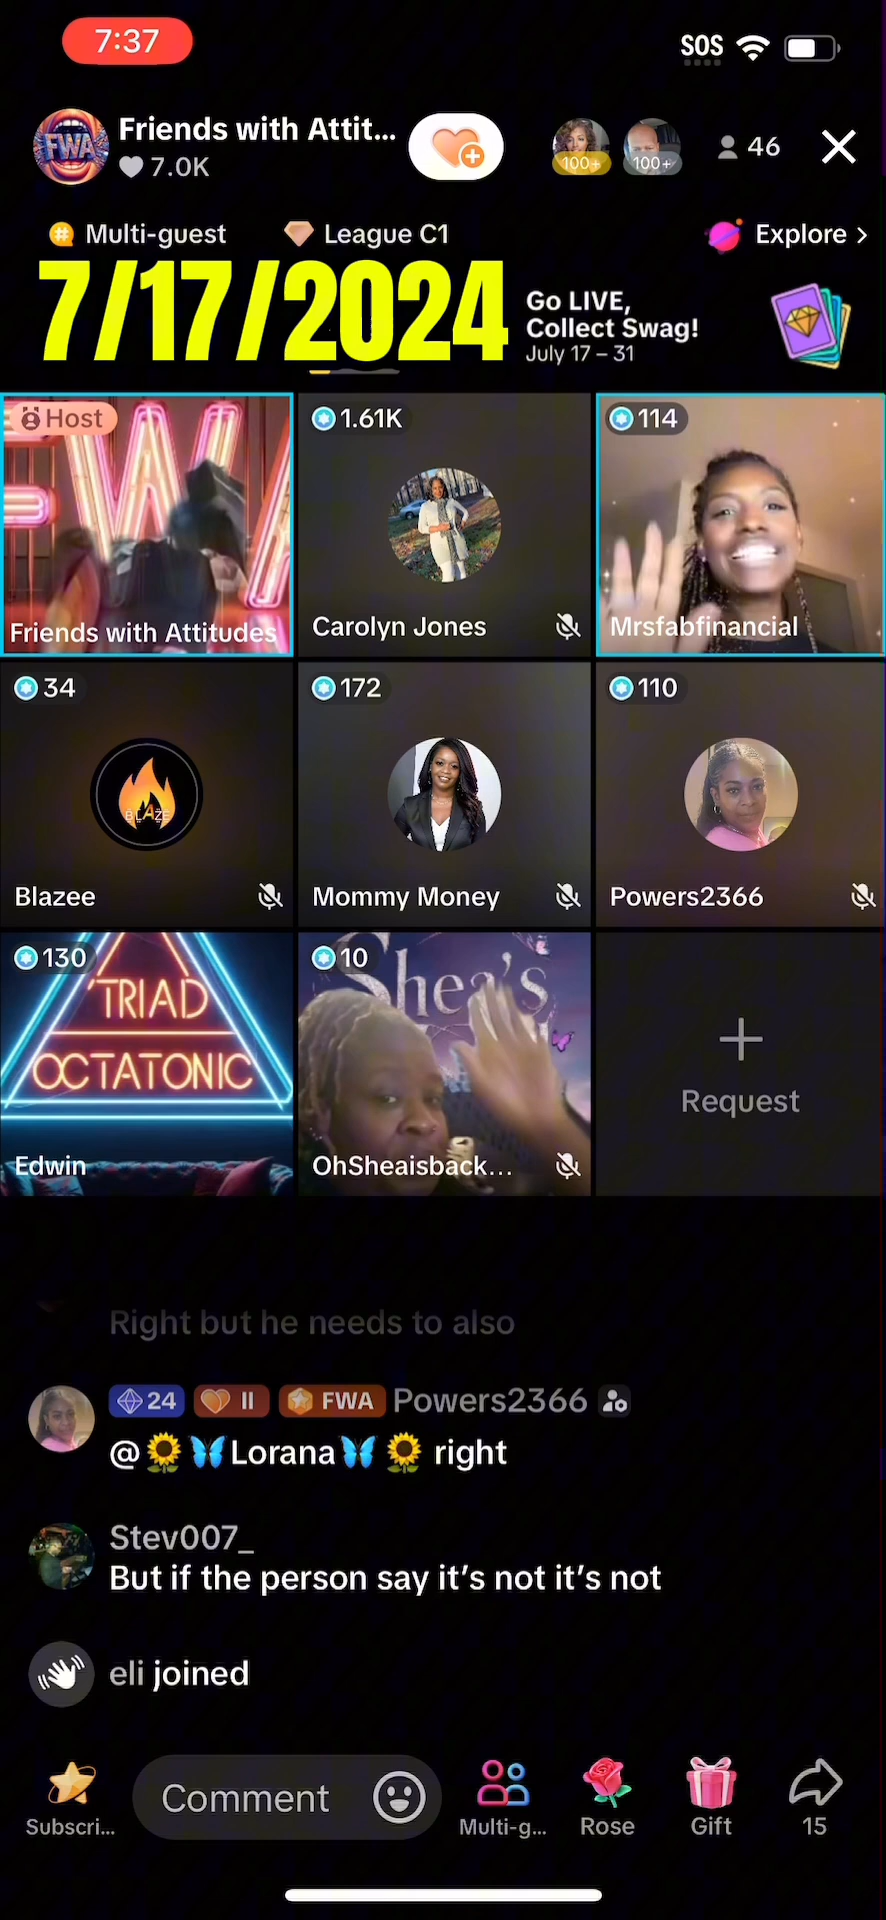 7:37
SOS
FWA
Friends with Attit...
7.0K
100+
100+
46
Multi-guest
League C1
Explore >
7/17/2024
Go LIVE,
Collect Swag!
July 17 – 31
Host
Friends with Attitudes
1.61K
Carolyn Jones
114
Mrsfabfinancial
34
BLAZE
Blazee
172
Mommy Money
110
Powers2366
130
TRIAD
OCTATONIC
Edwin
10
Shea's
OhSheaisback...
Request
Right but he needs to also
24 II FWA Powers2366
@🌻🦋Lorana🦋🌻 right
Stev007_
But if the person say it's not it's not
eli joined
Subscri...
Comment
Multi-g...
Rose
Gift
15